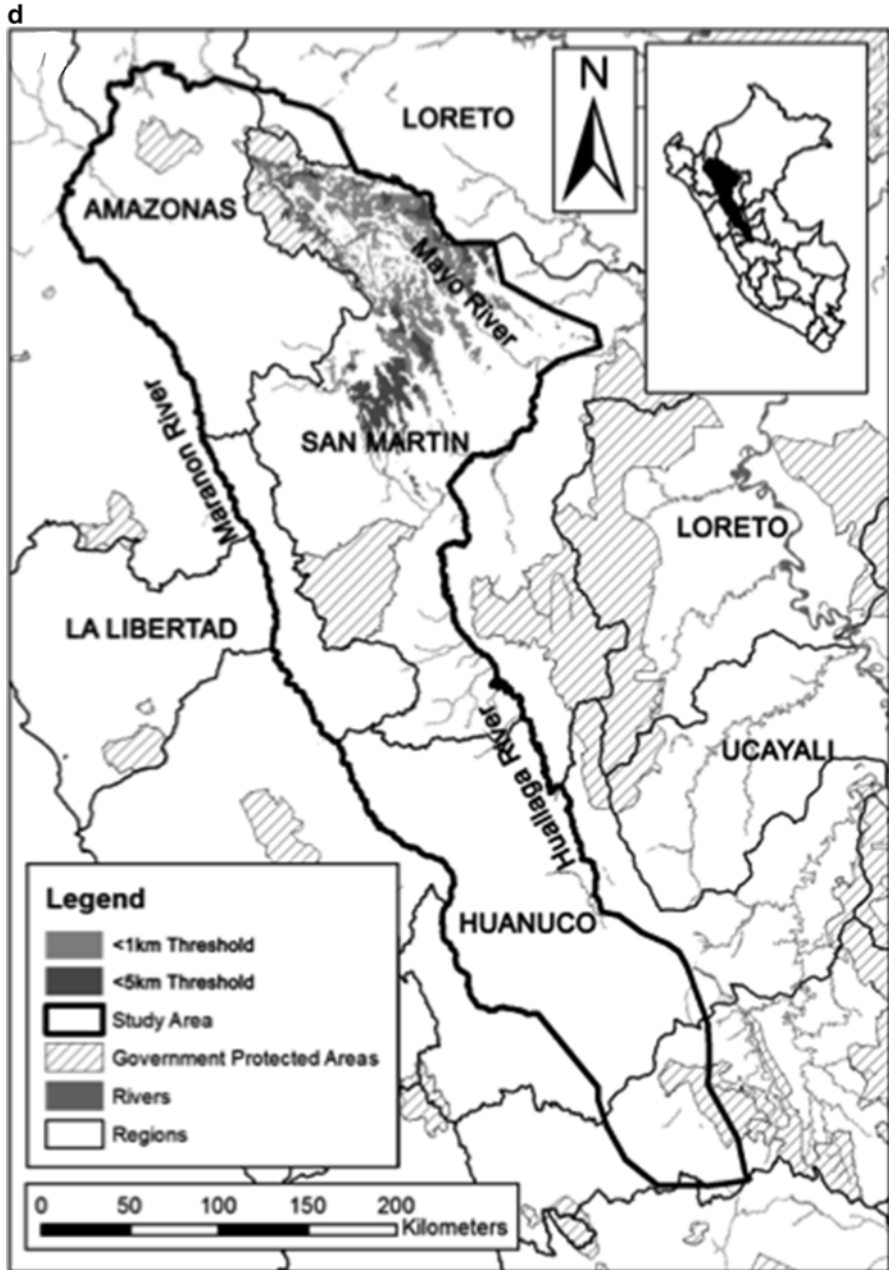 d
N
LORETO
AMAZONAS
Mayo River
SAN MARTIN
Maranon River
LORETO
LA LIBERTAD
Huallaga River
UCAYALI
HUANUCO
Legend
<1km Threshold
<5km Threshold
Study Area
Government Protected Areas
Rivers
Regions
0 50 100 150 200
Kilometers